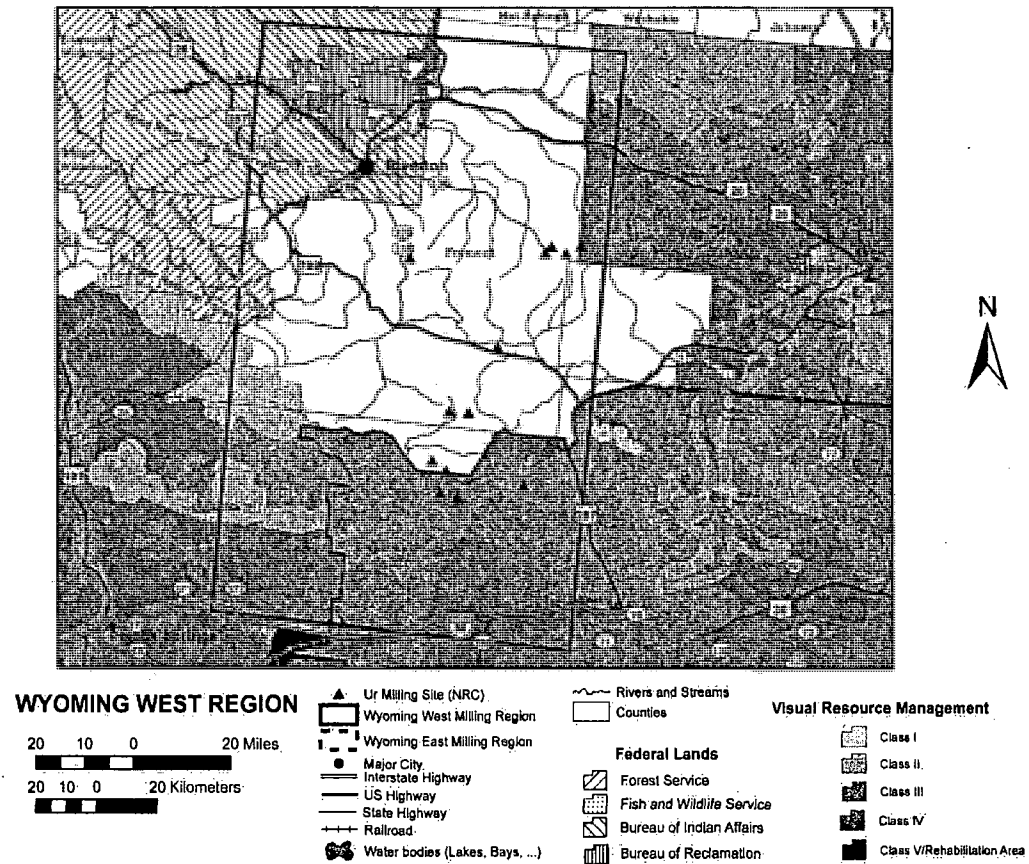 N
WYOMING WEST REGION
20 10 0 20 Miles
20 10 0 20 Kilometers
Ur Milling Site (NRC)
Wyoming West Milling Region
Wyoming East Milling Region
Major City
Interstate Highway
US Highway
State Highway
Railroad
Water bodies (Lakes, Bays, ...)
Rivers and Streams
Counties
Federal Lands
Forest Service
Fish and Wildlife Service
Bureau of Indian Affairs
Bureau of Reclamation
Visual Resource Management
Class I
Class II
Class III
Class IV
Class V/Rehabilitation Area